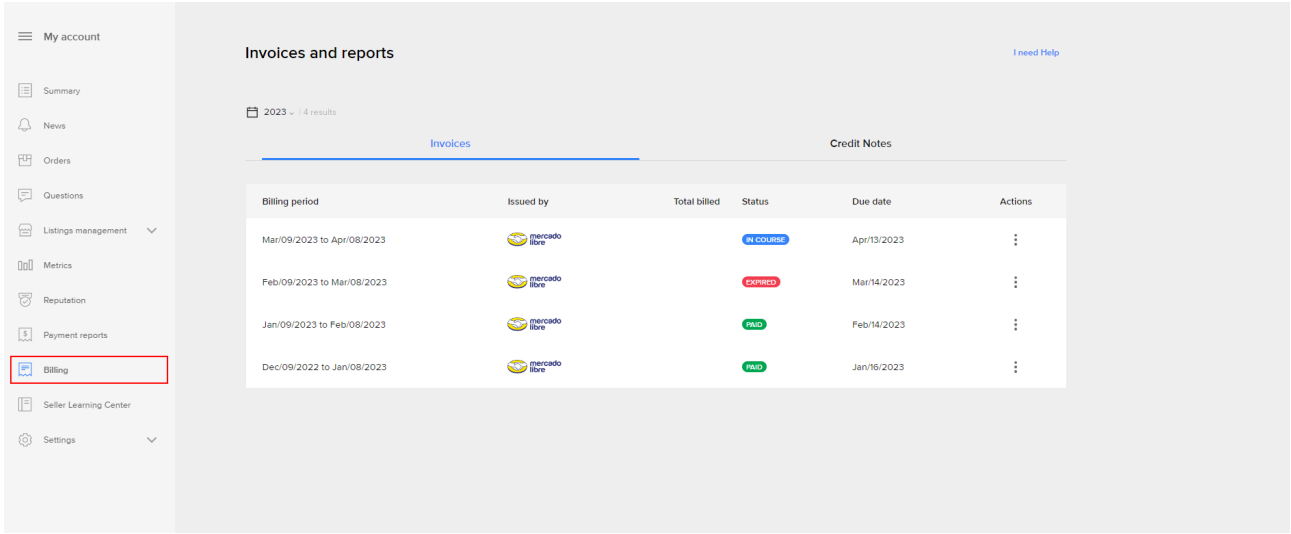 My account
Summary
News
Orders
Questions
Listings management
Metrics
Reputation
Payment reports
Billing
Seller Learning Center
Settings
Invoices and reports
I need Help
2023 | 4 results
Invoices Credit Notes
Billing period Issued by Total billed Status Due date Actions
Mar/09/2023 to Apr/08/2023 mercado libre IN COURSE Apr/13/2023
Feb/09/2023 to Mar/08/2023 mercado libre EXPIRED Mar/14/2023
Jan/09/2023 to Feb/08/2023 mercado libre PAID Feb/14/2023
Dec/09/2022 to Jan/08/2023 mercado libre PAID Jan/16/2023